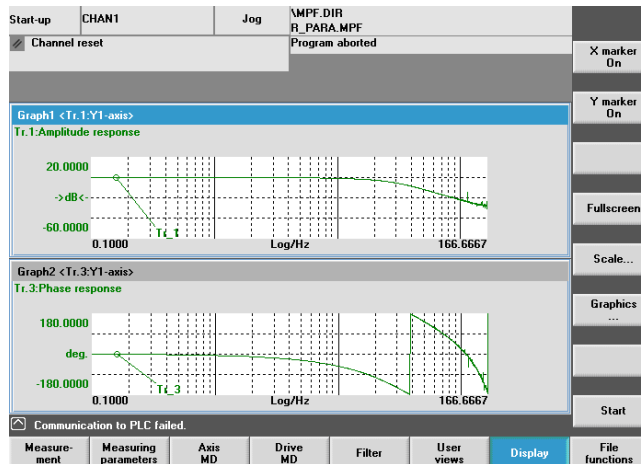 Start-up CHAN1 Jog \MPF.DIR
R_PARA.MPF
Channel reset Program aborted
X marker
On
Y marker
On
Graph1 <Tr.1:Y1-axis>
Tr.1:Amplitude response
20.0000
->dB<-
-60.0000
Tr_1
0.1000 Log/Hz 166.6667
Fullscreen
Scale...
Graph2 <Tr.3:Y1-axis>
Tr.3:Phase response
180.0000
deg.
-180.0000
Tr_3
0.1000 Log/Hz 166.6667
Graphics
...
Start
Communication to PLC failed.
Measure-
ment
Measuring
parameters
Axis
MD
Drive
MD
Filter
User
views
Display
File
functions